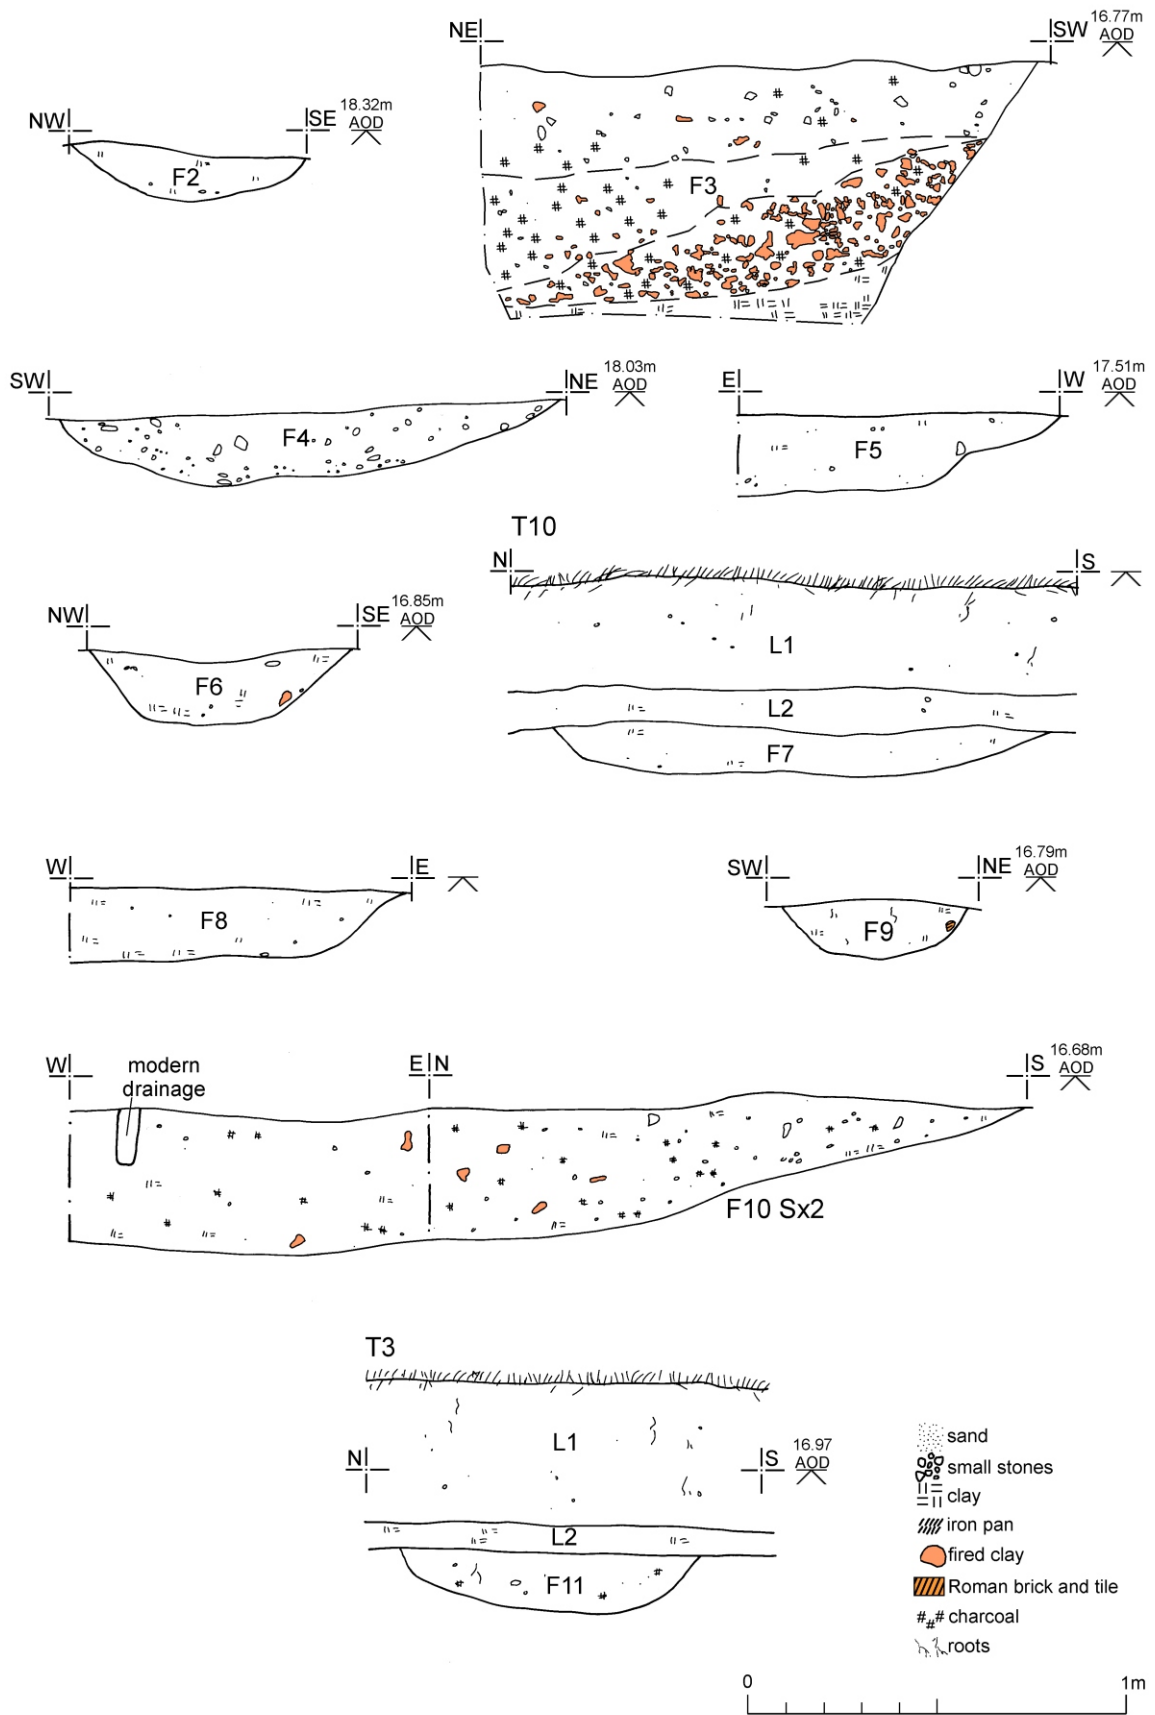 NE
SW
16.77m
AOD
NW
SE
18.32m
AOD
F2
F3
SW
NE
18.03m
AOD
F4
E
W
17.51m
AOD
F5
T10
N
S
L1
L2
F7
NW
SE
16.85m
AOD
F6
W
E
F8
SW
NE
16.79m
AOD
F9
W
modern
drainage
E
N
S
16.68m
AOD
F10 Sx2
T3
L1
N
S
16.97
AOD
L2
F11
sand
small stones
clay
iron pan
fired clay
Roman brick and tile
charcoal
roots
0
1m